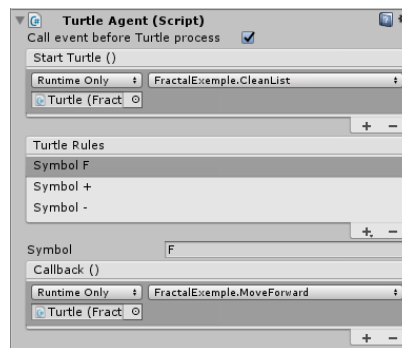 Turtle Agent (Script)
Call event before Turtle process
Start Turtle ()
Runtime Only FractalExemple.CleanList
Turtle (Fract
+ -
Turtle Rules
Symbol F
Symbol +
Symbol -
+ -
Symbol F
Callback ()
Runtime Only FractalExemple.MoveForward
Turtle (Fract
+ -